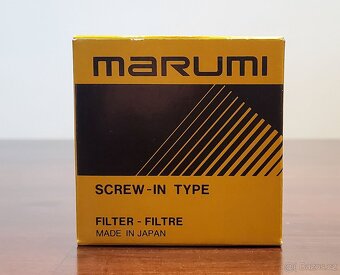 marumi
SCREW-IN TYPE
FILTER - FILTRE
MADE IN JAPAN